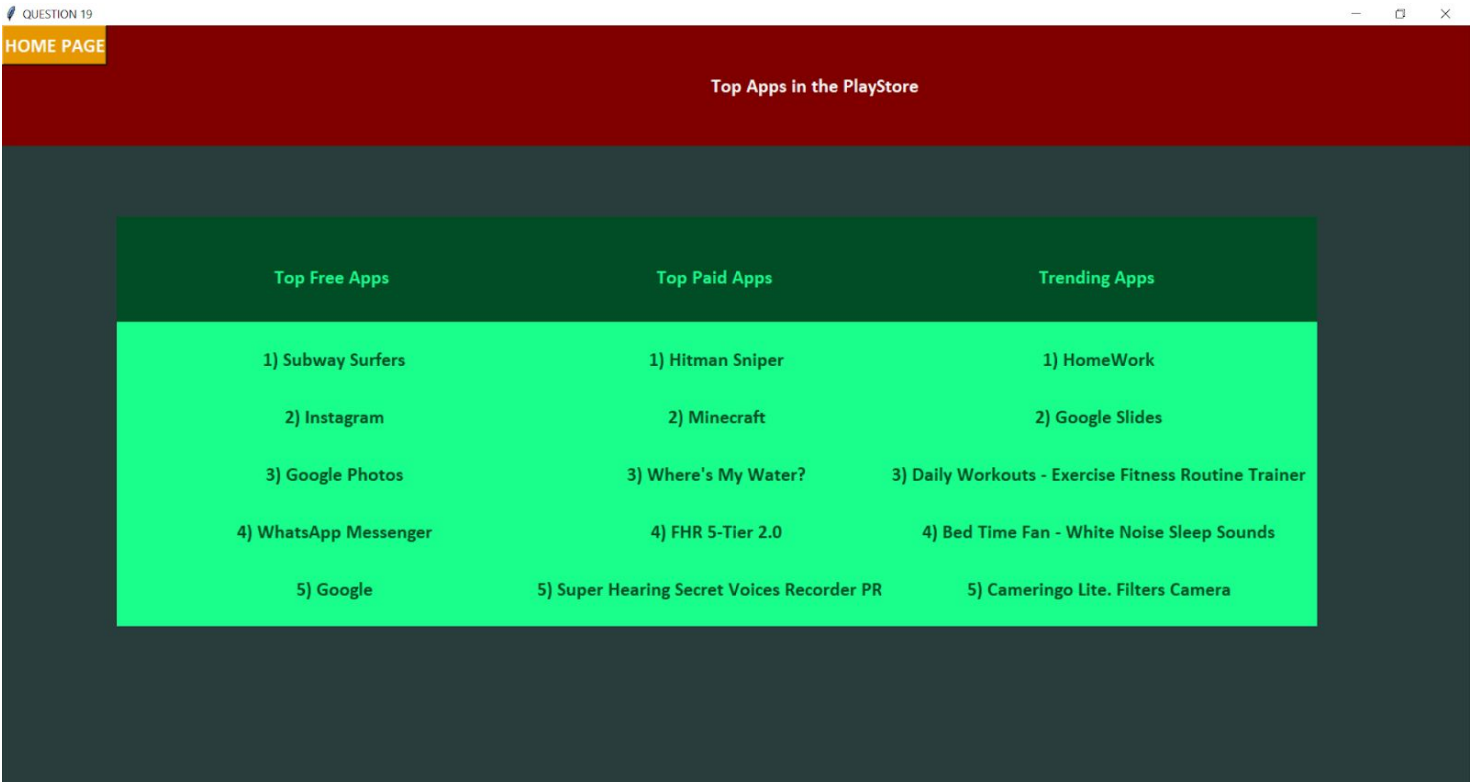 QUESTION 19
HOME PAGE
Top Apps in the PlayStore
Top Free Apps Top Paid Apps Trending Apps
1) Subway Surfers 1) Hitman Sniper 1) HomeWork
2) Instagram 2) Minecraft 2) Google Slides
3) Google Photos 3) Where's My Water? 3) Daily Workouts - Exercise Fitness Routine Trainer
4) WhatsApp Messenger 4) FHR 5-Tier 2.0 4) Bed Time Fan - White Noise Sleep Sounds
5) Google 5) Super Hearing Secret Voices Recorder PR 5) Cameringo Lite. Filters Camera